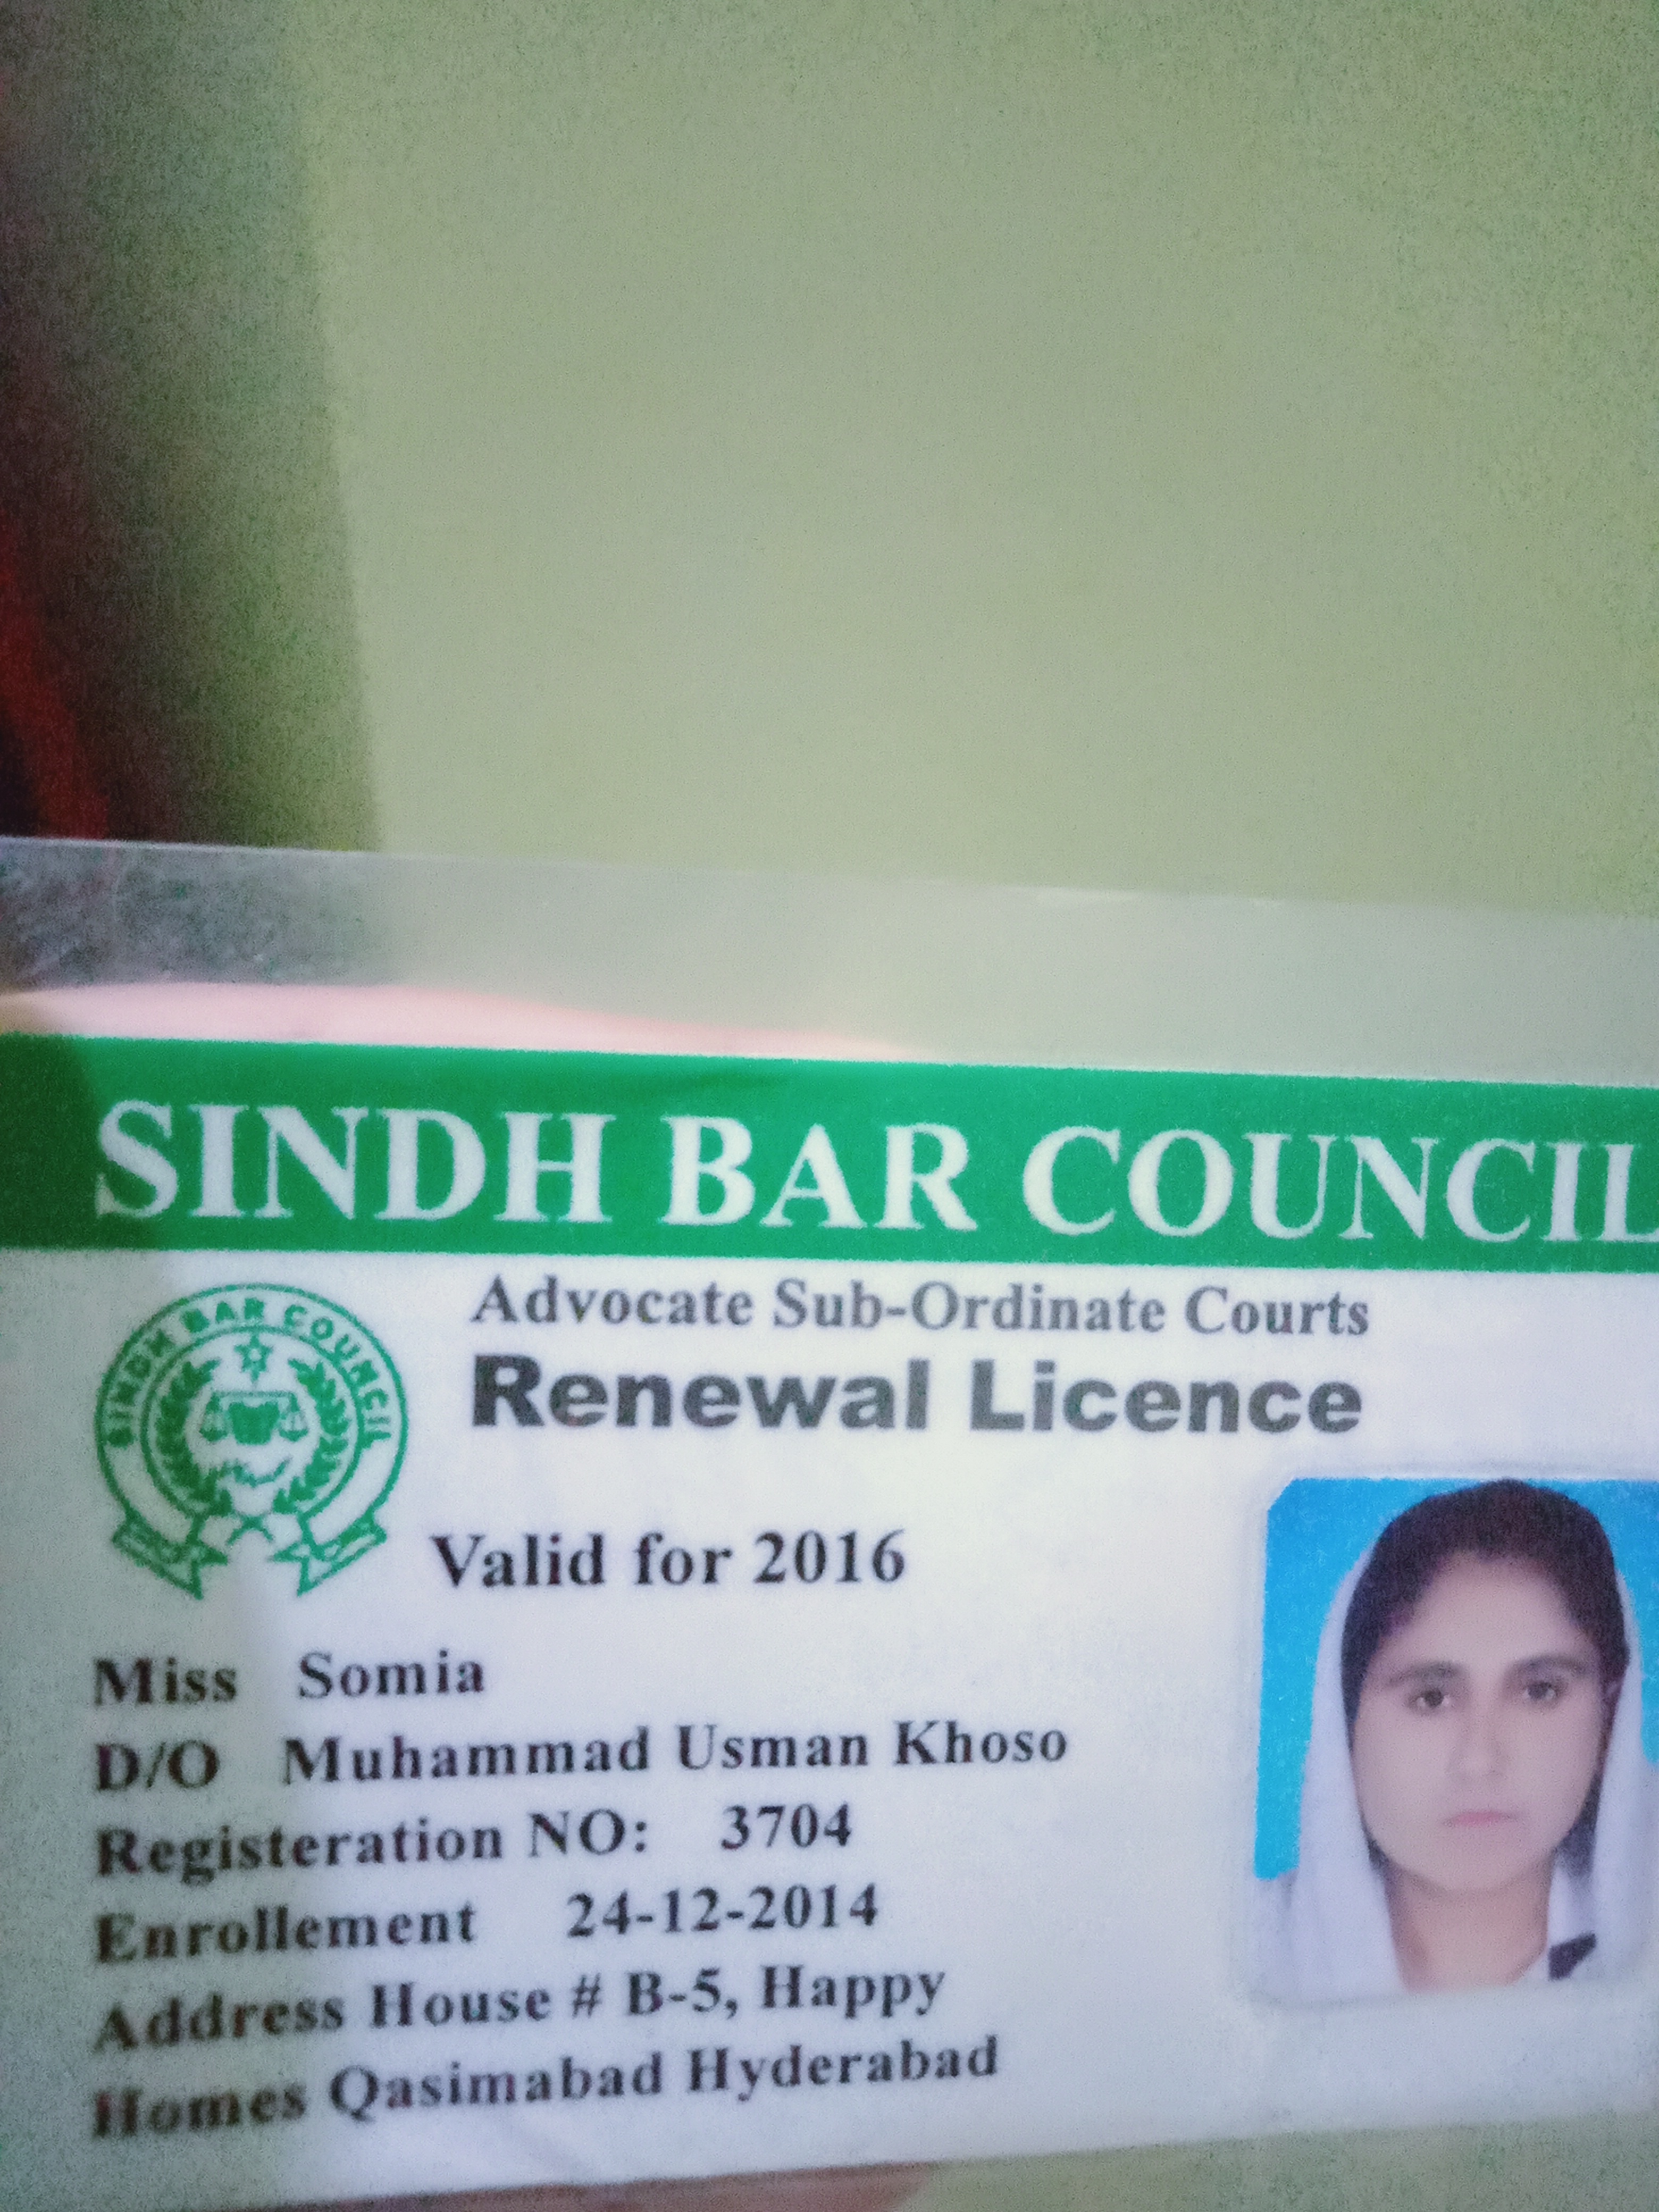 SINDH BAR COUNCIL
SINDH BAR COUNCIL
Advocate Sub-Ordinate Courts
Renewal Licence
Valid for 2016
Miss Somia
D/O Muhammad Usman Khoso
Registeration NO: 3704
Enrollement 24-12-2014
Address House # B-5, Happy
Homes Qasimabad Hyderabad